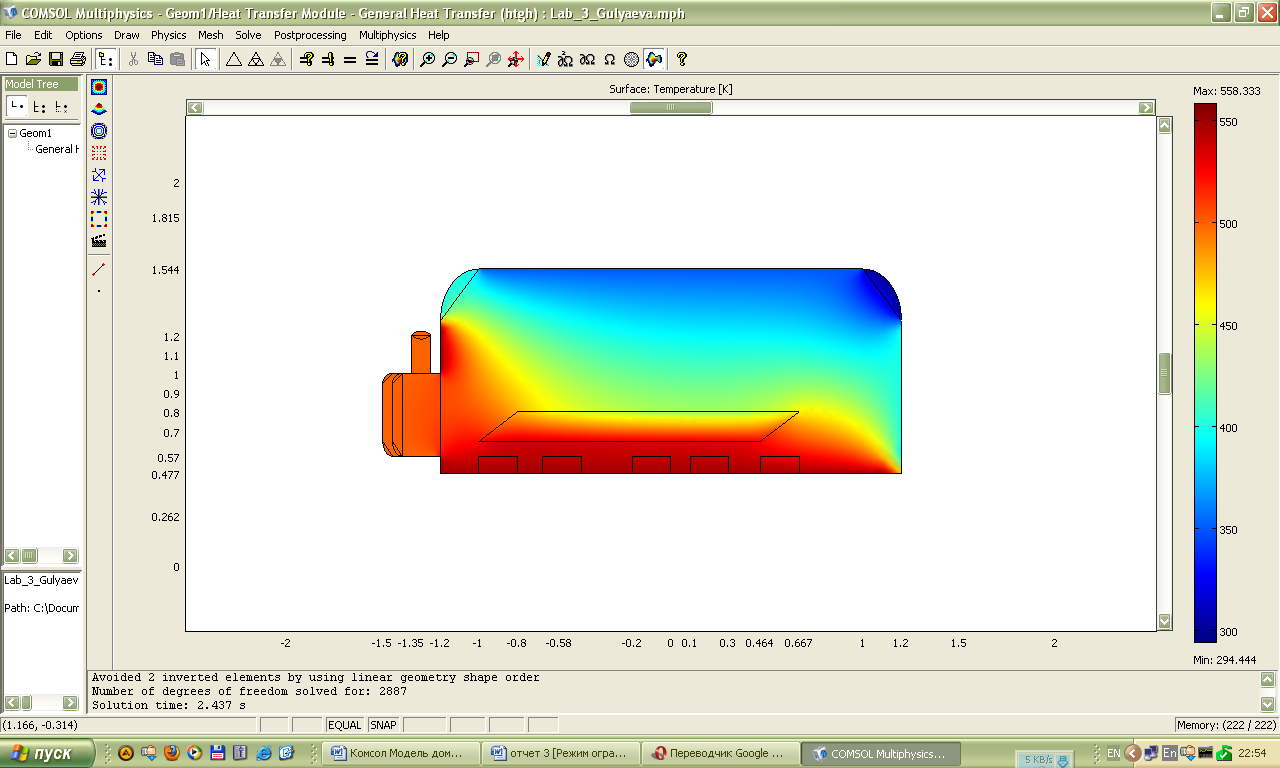 COMSOL Multiphysics - Geom1/Heat Transfer Module - General Heat Transfer (htgh) : Lab_3_Gulyaeva.mph
File Edit Options Draw Physics Mesh Solve Postprocessing Multiphysics Help
Model Tree
Geom1
General H
Surface: Temperature [K]
Max: 558.333
2
1.815
1.544
1.2
1.1
1
0.9
0.8
0.7
0.57
0.477
0.262
0
-2 -1.5 -1.35 -1.2 -1 -0.8 -0.58 -0.2 0 0.1 0.3 0.464 0.667 1 1.2 1.5 2
550
500
450
400
350
300
Min: 294.444
Lab_3_Gulyaev
Path: C:\Docum
Avoided 2 inverted elements by using linear geometry shape order
Number of degrees of freedom solved for: 2887
Solution time: 2.437 s
(1.166, -0.314) EQUAL SNAP Memory: (222 / 222)
пуск Комсол Модель дом... отчет 3 [Режим огра... Переводчик Google ... COMSOL Multiphysics... 5 KB/s EN En 22:54